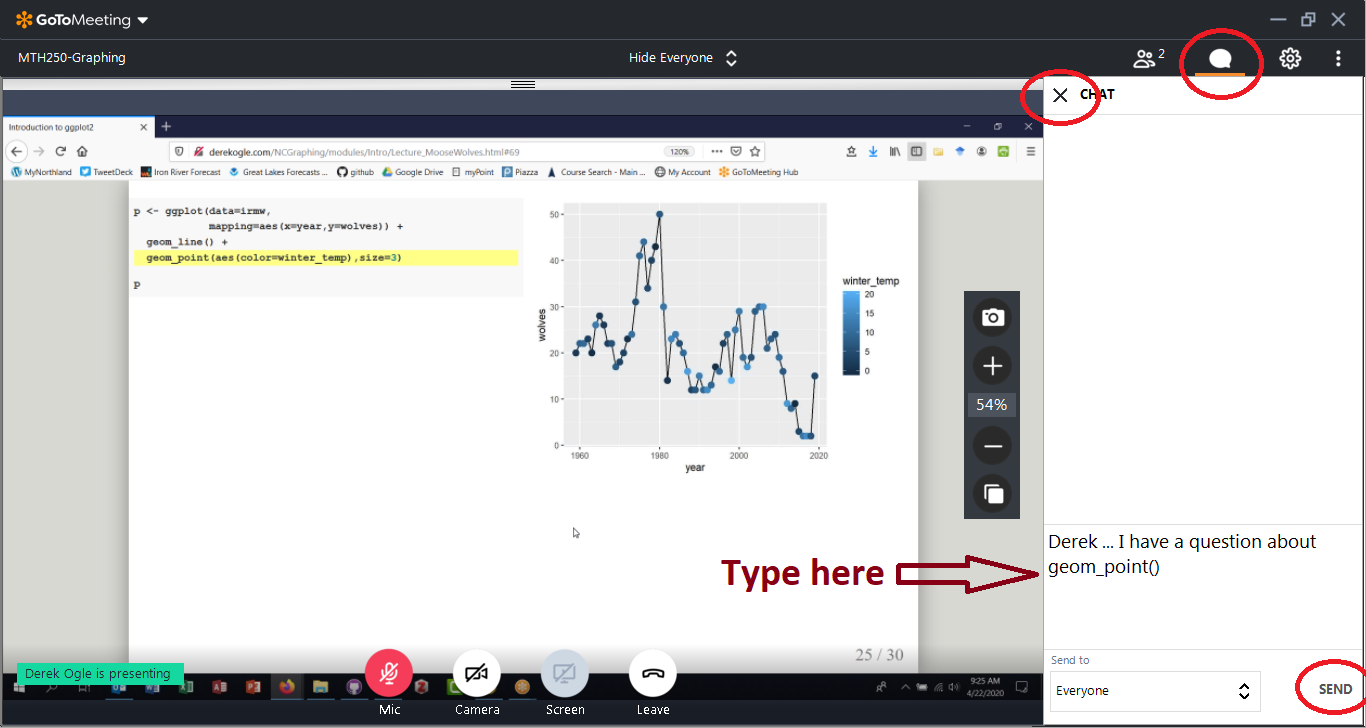 GoToMeeting
MTH250-Graphing
Hide Everyone
2
CHAT
Introduction to ggplot2
derekogle.com/NCGraphing/modules/Intro/Lecture_MooseWolves.html#69
120%
MyNorthland
TweetDeck
Iron River Forecast
Great Lakes Forecasts ...
github
Google Drive
myPoint
Piazza
Course Search - Main ...
My Account
GoToMeeting Hub
p <- ggplot(data=irmw,
mapping=aes(x=year,y=wolves)) +
geom_line() +
geom_point(aes(color=winter_temp),size=3)
p
50
40
30
20
10
0
wolves
1960
1980
2000
2020
year
winter_temp
20
15
10
5
0
54%
Type here
Derek ... I have a question about
geom_point()
25 / 30
Derek Ogle is presenting
Mic
Camera
Screen
Leave
9:25 AM
4/22/2020
Send to
Everyone
SEND